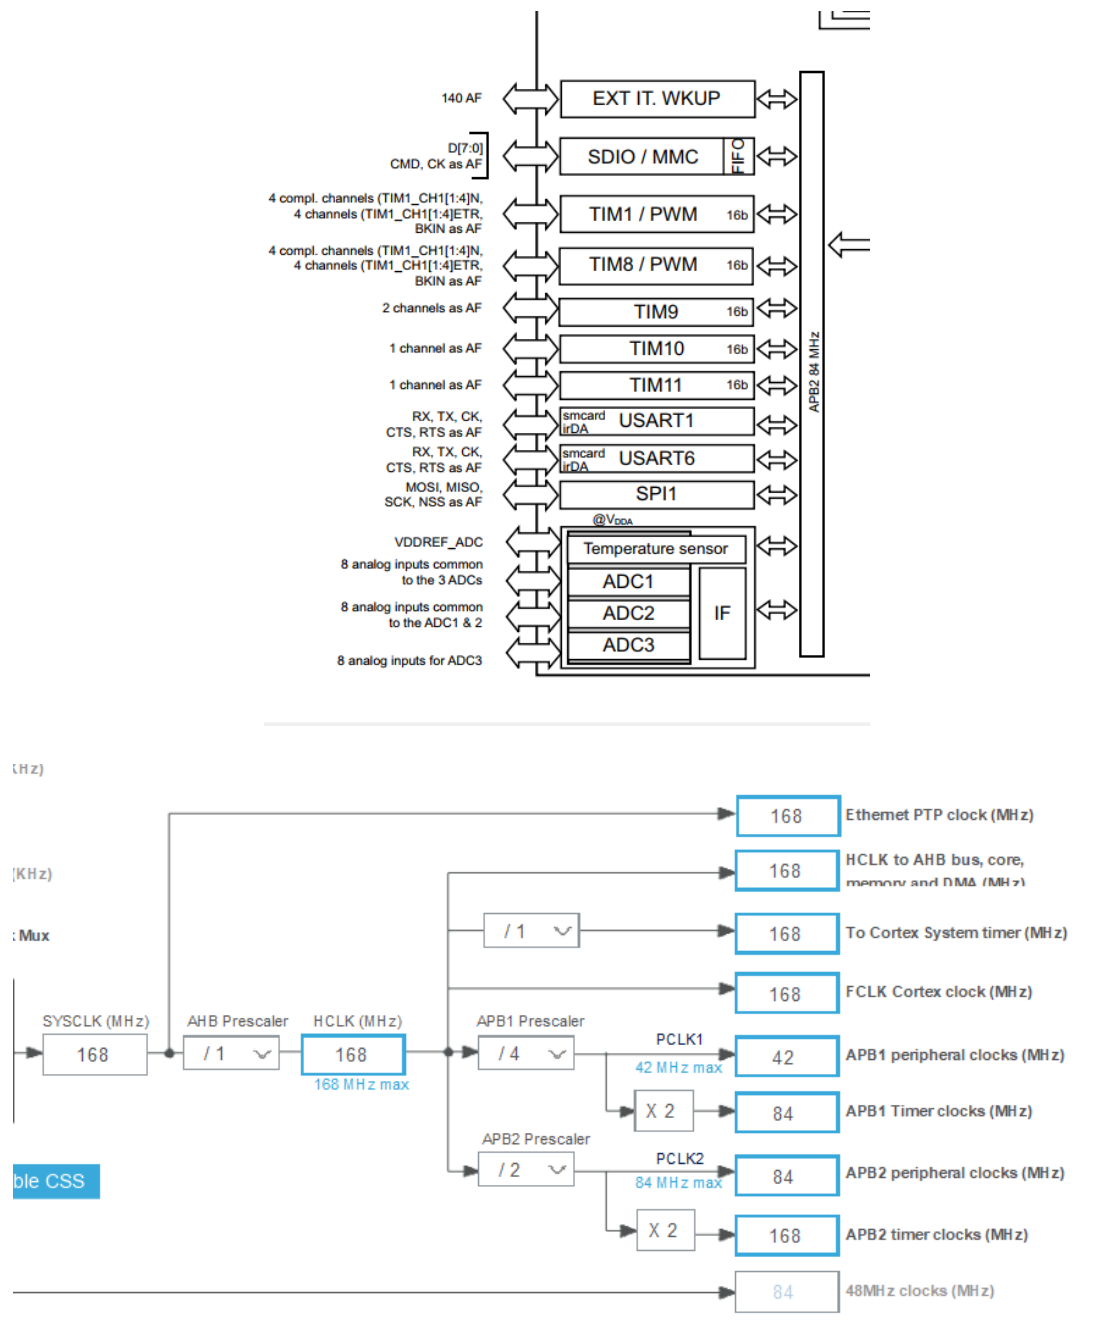 140 AF
EXT IT. WKUP
D[7:0]
CMD, CK as AF
SDIO / MMC
FIFO
4 compl. channels (TIM1_CH1[1:4]N,
4 channels (TIM1_CH1[1:4]ETR,
BKIN as AF
TIM1 / PWM
16b
4 compl. channels (TIM1_CH1[1:4]N,
4 channels (TIM1_CH1[1:4]ETR,
BKIN as AF
TIM8 / PWM
16b
2 channels as AF
TIM9
16b
1 channel as AF
TIM10
16b
1 channel as AF
TIM11
16b
APB2 84 MHz
RX, TX, CK,
CTS, RTS as AF
smcard
irDA
USART1
RX, TX, CK,
CTS, RTS as AF
smcard
irDA
USART6
MOSI, MISO,
SCK, NSS as AF
SPI1
@VDDA
VDDREF_ADC
Temperature sensor
8 analog inputs common
to the 3 ADCs
ADC1
8 analog inputs common
to the ADC1 & 2
ADC2
IF
8 analog inputs for ADC3
ADC3
KHz)
168
Ethernet PTP clock (MHz)
(KHz)
168
HCLK to AHB bus, core,
memory and DMA (MHz)
Mux
/ 1
168
To Cortex System timer (MHz)
168
FCLK Cortex clock (MHz)
SYSCLK (MHz)
AHB Prescaler
HCLK (MHz)
APB1 Prescaler
168
/ 1
168
168 MHz max
/ 4
PCLK1
42 MHz max
42
APB1 peripheral clocks (MHz)
X 2
84
APB1 Timer clocks (MHz)
APB2 Prescaler
/ 2
PCLK2
84 MHz max
84
APB2 peripheral clocks (MHz)
ble CSS
X 2
168
APB2 timer clocks (MHz)
84
48MHz clocks (MHz)